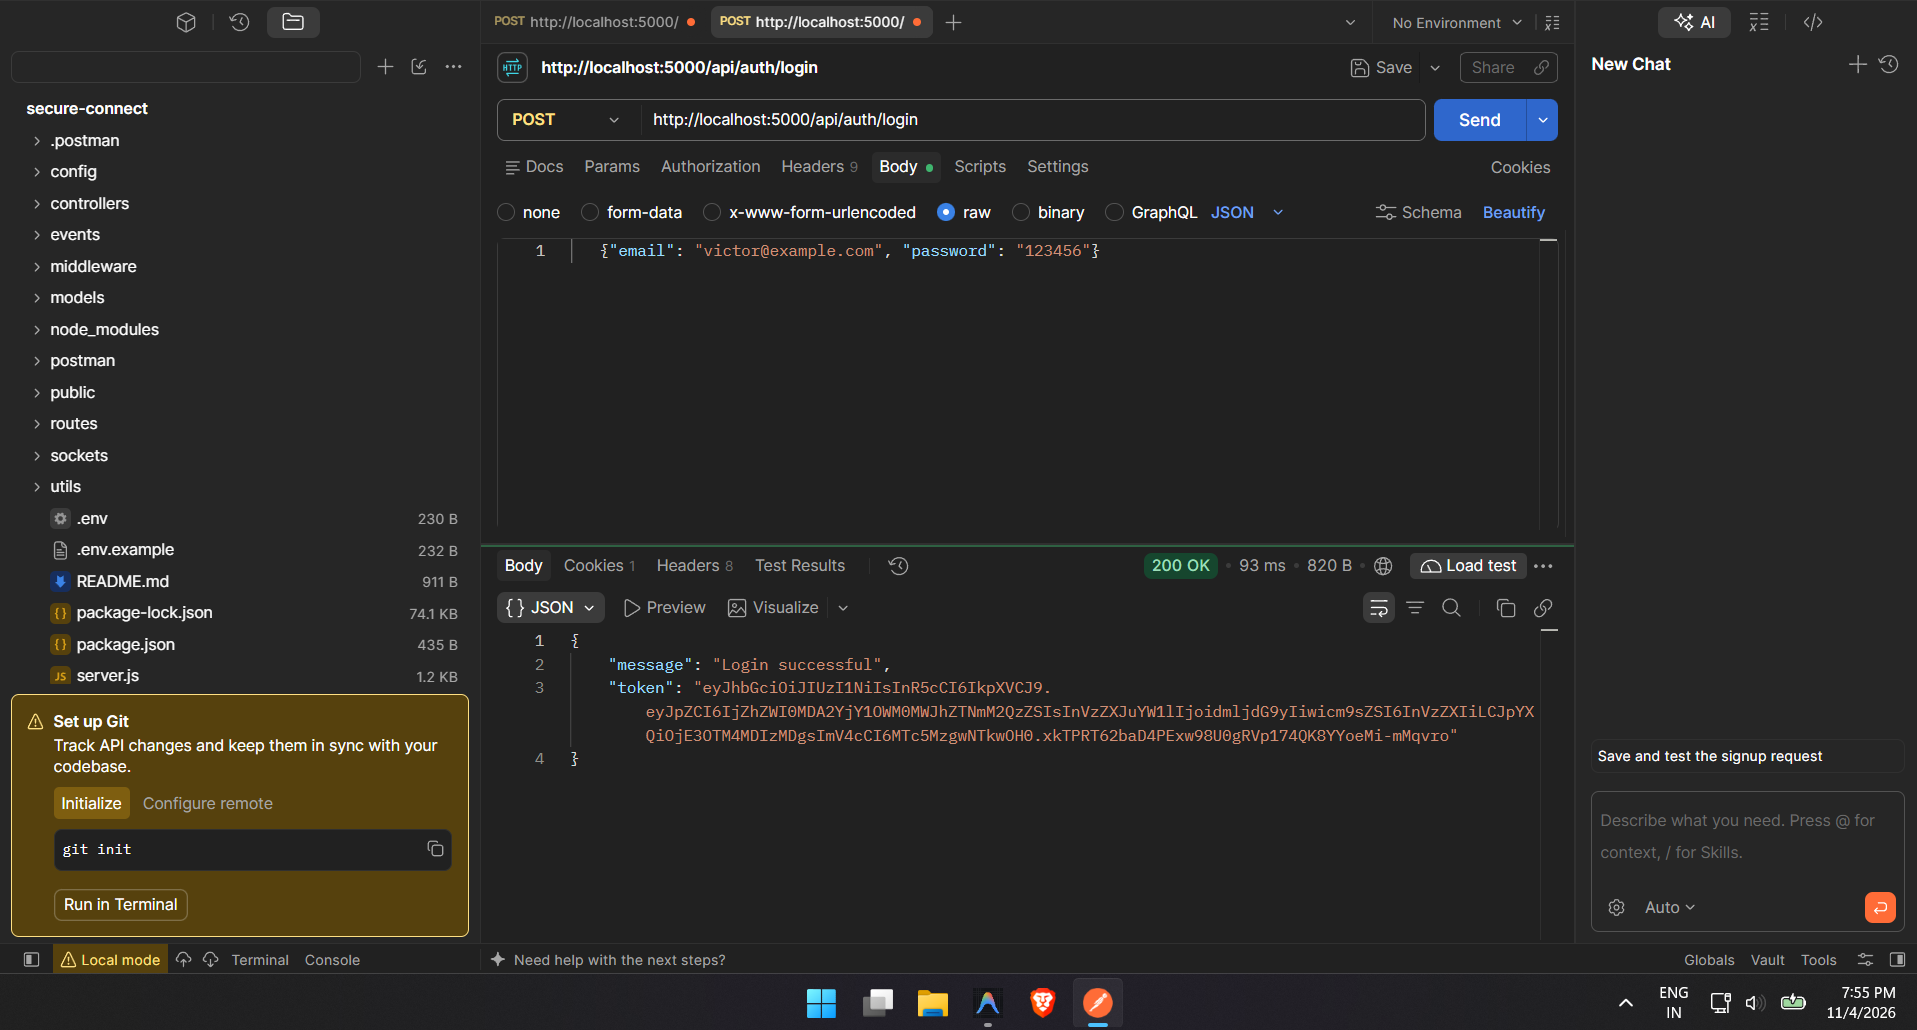 POST http://localhost:5000/
POST http://localhost:5000/
No Environment
AI
secure-connect
.postman
config
controllers
events
middleware
models
node_modules
postman
public
routes
sockets
utils
.env 230 B
.env.example 232 B
README.md 911 B
package-lock.json 74.1 KB
package.json 435 B
JS server.js 1.2 KB
Set up Git
Track API changes and keep them in sync with your
codebase.
Initialize Configure remote
git init
Run in Terminal
HTTP http://localhost:5000/api/auth/login
Save Share
POST http://localhost:5000/api/auth/login
Send
Docs Params Authorization Headers 9 Body Scripts Settings Cookies
none form-data x-www-form-urlencoded raw binary GraphQL JSON Schema Beautify
1 {"email": "victor@example.com", "password": "123456"}
Body Cookies 1 Headers 8 Test Results 200 OK • 93 ms • 820 B • Load test
{} JSON Preview Visualize
1 {
2 "message": "Login successful",
3 "token": "eyJhbGciOiJIUzI1NiIsInR5cCI6IkpXVCJ9.
eyJpZCI6IjZhZWI0MDA2YjY1OWM0MWJhZTNmM2QzZSIsInVzZXJuYW1lIjoidmljdG9yIiwicm9sZSI6InVzZXIiLCJpYX
QiOjE3OTM4MDIzMDgsImV4cCI6MTc5MzgwNTkwOH0.xkTPRT62baD4PExw98U0gRVp174QK8YYoeMi-mMqvro"
4 }
New Chat
Save and test the signup request
Describe what you need. Press @ for
context, / for Skills.
Auto
Local mode Terminal Console
Need help with the next steps?
Globals Vault Tools
ENG
IN
7:55 PM
11/4/2026